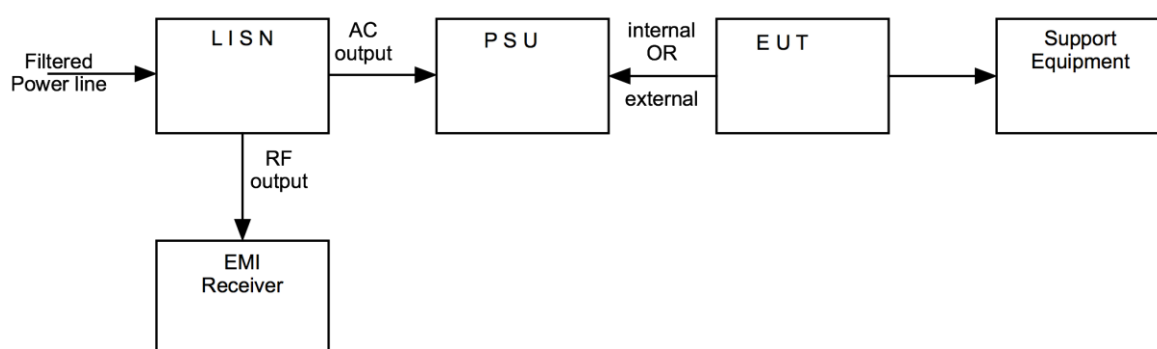 Filtered
Power line
L I S N
AC
output
P S U
internal
OR
external
E U T
Support
Equipment
RF
output
EMI
Receiver